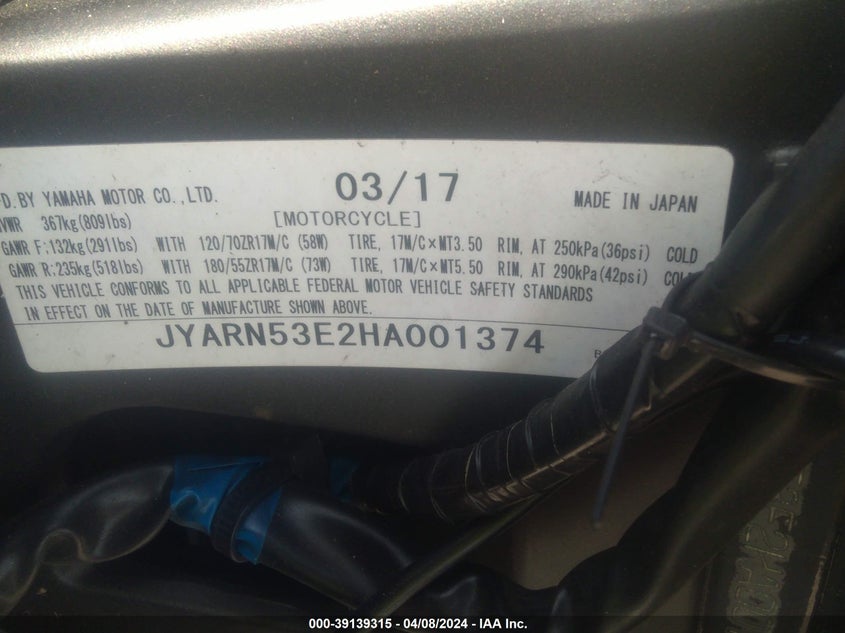 D.BY YAMAHA MOTOR CO.,LTD. 03/17 MADE IN JAPAN
VWR 367kg(809lbs) [MOTORCYCLE]
GAWR F:132kg(291lbs) WITH 120/70ZR17M/C (58W) TIRE, 17M/C×MT3.50 RIM, AT 250kPa(36psi) COLD
GAWR R:235kg(518lbs) WITH 180/55ZR17M/C (73W) TIRE, 17M/C×MT5.50 RIM, AT 290kPa(42psi) COL
THIS VEHICLE CONFORMS TO ALL APPLICABLE FEDERAL MOTOR VEHICLE SAFETY STANDARDS
IN EFFECT ON THE DATE OF MANUFACTURE SHOWN ABOVE.
JYARN53E2HA001374
000-39139315 - 04/08/2024 - IAA Inc.